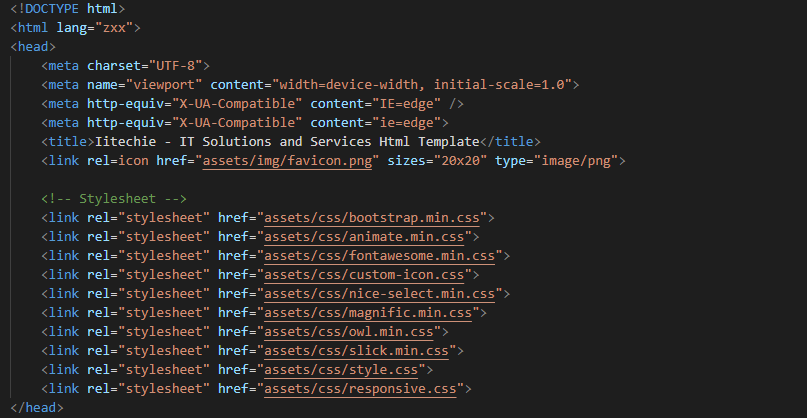 <!DOCTYPE html>
<html lang="zxx">
<head>
    <meta charset="UTF-8">
    <meta name="viewport" content="width=device-width, initial-scale=1.0">
    <meta http-equiv="X-UA-Compatible" content="IE=edge" />
    <meta http-equiv="X-UA-Compatible" content="ie=edge">
    <title>Iitechie - IT Solutions and Services Html Template</title>
    <link rel=icon href="assets/img/favicon.png" sizes="20x20" type="image/png">

    <!-- Stylesheet -->
    <link rel="stylesheet" href="assets/css/bootstrap.min.css">
    <link rel="stylesheet" href="assets/css/animate.min.css">
    <link rel="stylesheet" href="assets/css/fontawesome.min.css">
    <link rel="stylesheet" href="assets/css/custom-icon.css">
    <link rel="stylesheet" href="assets/css/nice-select.min.css">
    <link rel="stylesheet" href="assets/css/magnific.min.css">
    <link rel="stylesheet" href="assets/css/owl.min.css">
    <link rel="stylesheet" href="assets/css/slick.min.css">
    <link rel="stylesheet" href="assets/css/style.css">
    <link rel="stylesheet" href="assets/css/responsive.css">
</head>